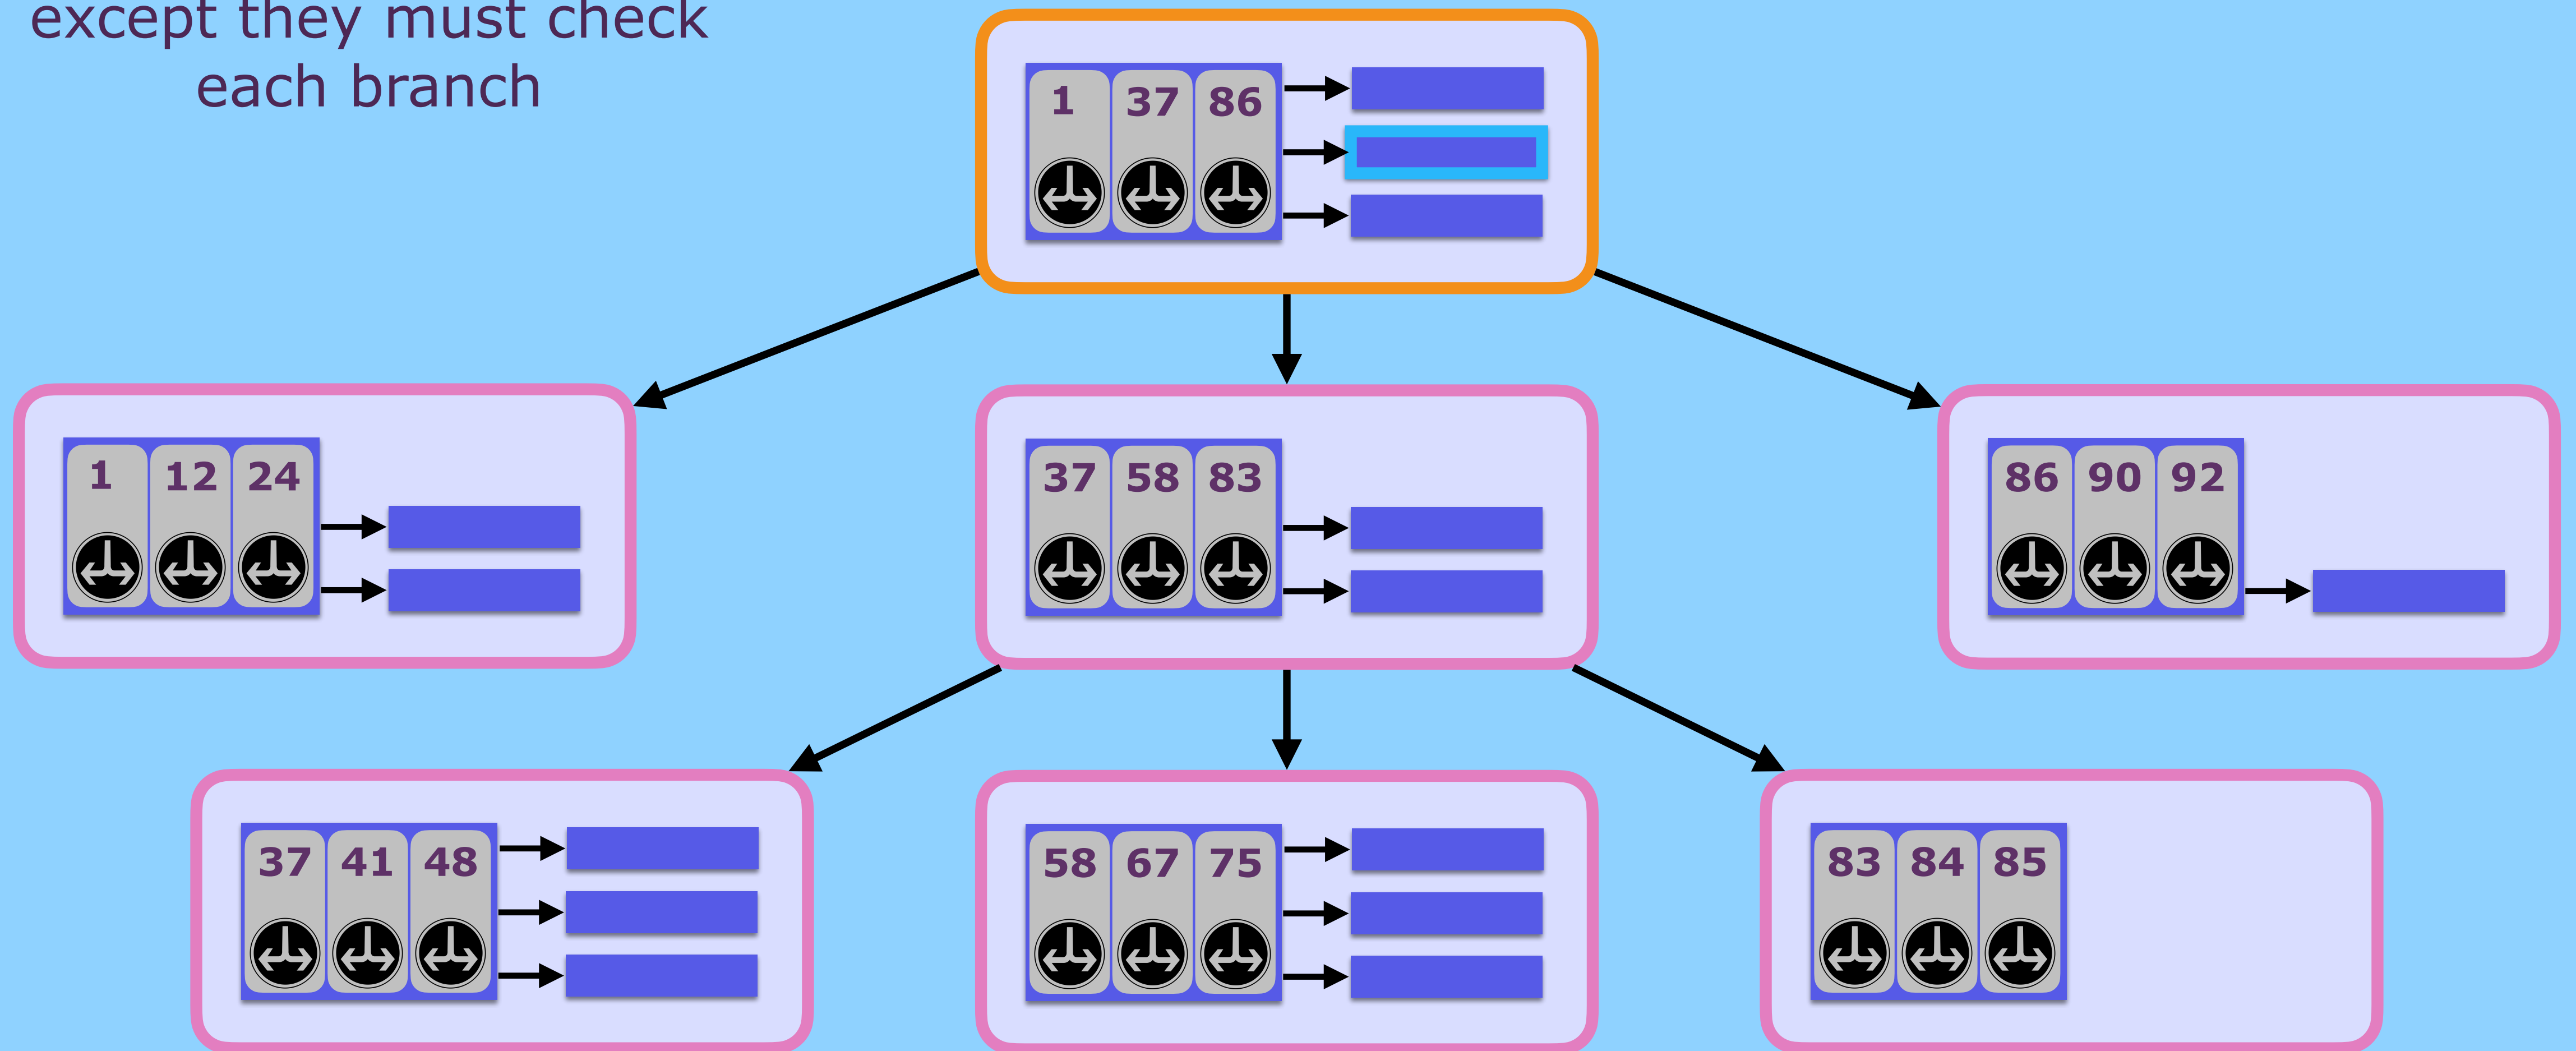 except they must check
each branch
1 37 86
1 12 24
37 58 83
86 90 92
37 41 48
58 67 75
83 84 85